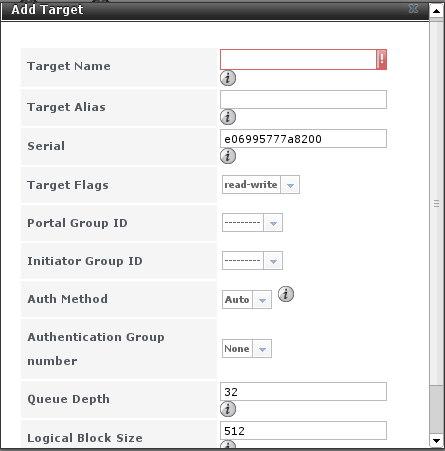 Add Target
Target Name
Target Alias
Serial e06995777a8200
Target Flags read-write
Portal Group ID ---------
Initiator Group ID ---------
Auth Method Auto
Authentication Group
number None
Queue Depth 32
Logical Block Size 512